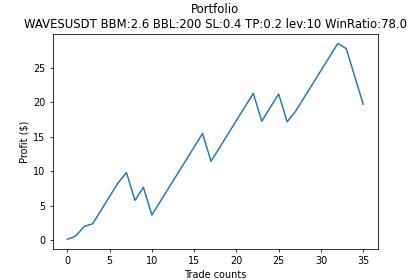 Portfolio
WAVESUSDT BBM:2.6 BBL:200 SL:0.4 TP:0.2 lev:10 WinRatio:78.0
Profit ($)
25
20
15
10
5
0
0 5 10 15 20 25 30 35
Trade counts